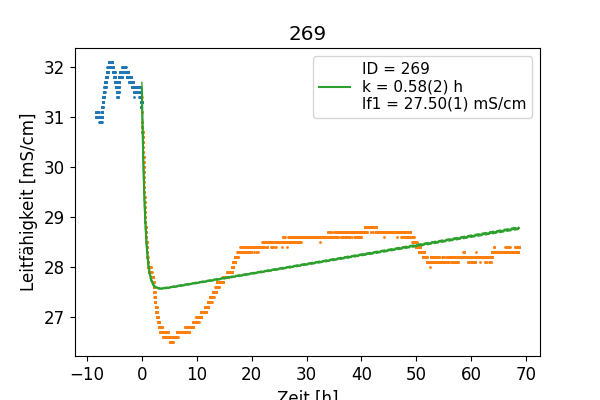 269
Leitfähigkeit [mS/cm]
32
31
30
29
28
27
ID = 269
k = 0.58(2) h
lf1 = 27.50(1) mS/cm
−10 0 10 20 30 40 50 60 70
Zeit [h]